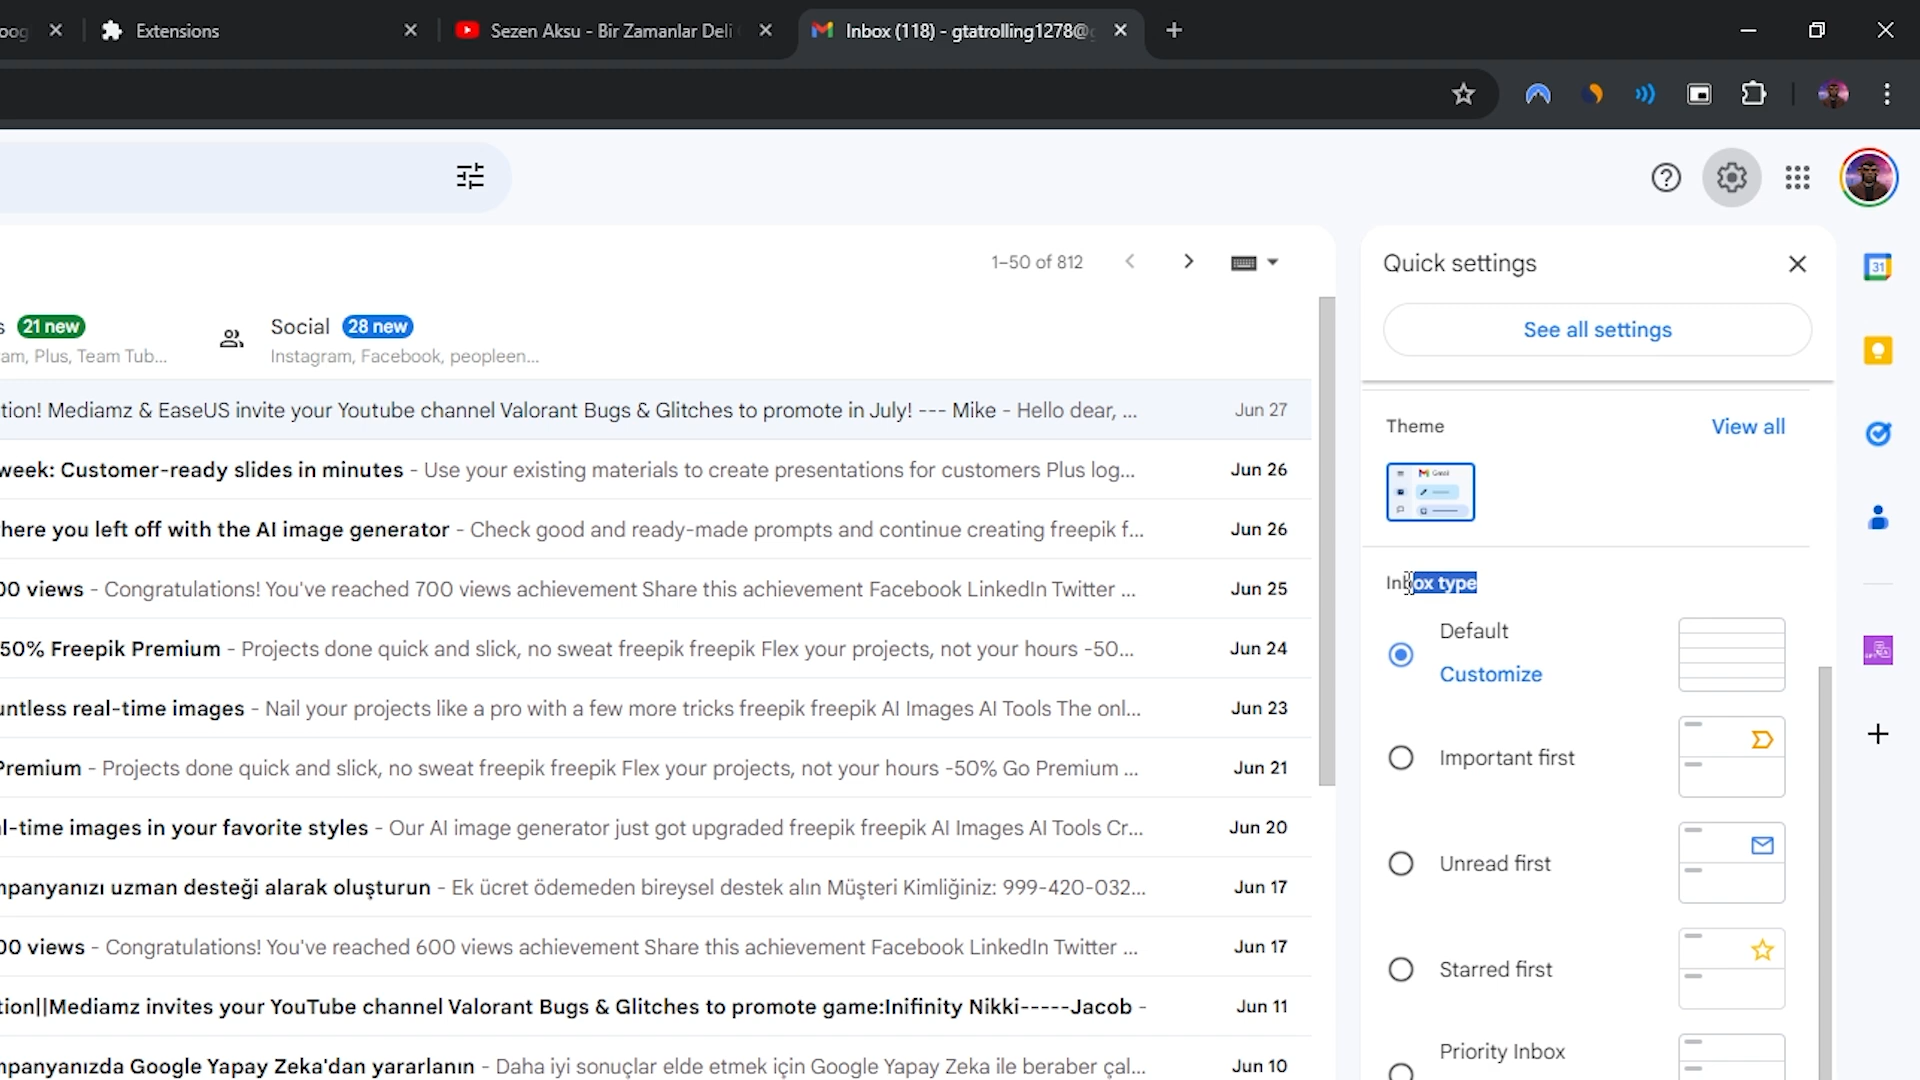 Extensions
Sezen Aksu - Bir Zamanlar Deli
Inbox (118) - gtatrolling1278@g
1–50 of 812
21 new
Social 28 new
am, Plus, Team Tub...
Instagram, Facebook, peopleen...
tion! Mediamz & EaseUS invite your Youtube channel Valorant Bugs & Glitches to promote in July! --- Mike - Hello dear, ... Jun 27
week: Customer-ready slides in minutes - Use your existing materials to create presentations for customers Plus log... Jun 26
here you left off with the AI image generator - Check good and ready-made prompts and continue creating freepik f... Jun 26
00 views - Congratulations! You've reached 700 views achievement Share this achievement Facebook LinkedIn Twitter ... Jun 25
50% Freepik Premium - Projects done quick and slick, no sweat freepik freepik Flex your projects, not your hours -50... Jun 24
untless real-time images - Nail your projects like a pro with a few more tricks freepik freepik AI Images AI Tools The onl... Jun 23
Premium - Projects done quick and slick, no sweat freepik freepik Flex your projects, not your hours -50% Go Premium ... Jun 21
l-time images in your favorite styles - Our AI image generator just got upgraded freepik freepik AI Images AI Tools Cr... Jun 20
mpanyanızı uzman desteği alarak oluşturun - Ek ücret ödemeden bireysel destek alın Müşteri Kimliğiniz: 999-420-032... Jun 17
00 views - Congratulations! You've reached 600 views achievement Share this achievement Facebook LinkedIn Twitter ... Jun 17
tion||Mediamz invites your YouTube channel Valorant Bugs & Glitches to promote game:Inifinity Nikki-----Jacob - Jun 11
mpanyanızda Google Yapay Zeka'dan yararlanın - Daha iyi sonuçlar elde etmek için Google Yapay Zeka ile beraber çal... Jun 10
Quick settings
See all settings
Theme View all
Gmail
Inbox type
Default
Customize
Important first
Unread first
Starred first
Priority Inbox
31